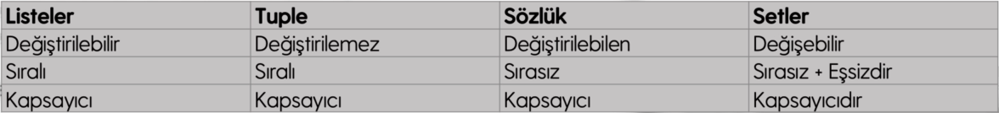 Listeler Tuple Sözlük Setler
Değiştirilebilir Değiştirilemez Değiştirilebilen Değişebilir
Sıralı Sıralı Sırasız Sırasız + Eşsizdir
Kapsayıcı Kapsayıcı Kapsayıcı Kapsayıcıdır